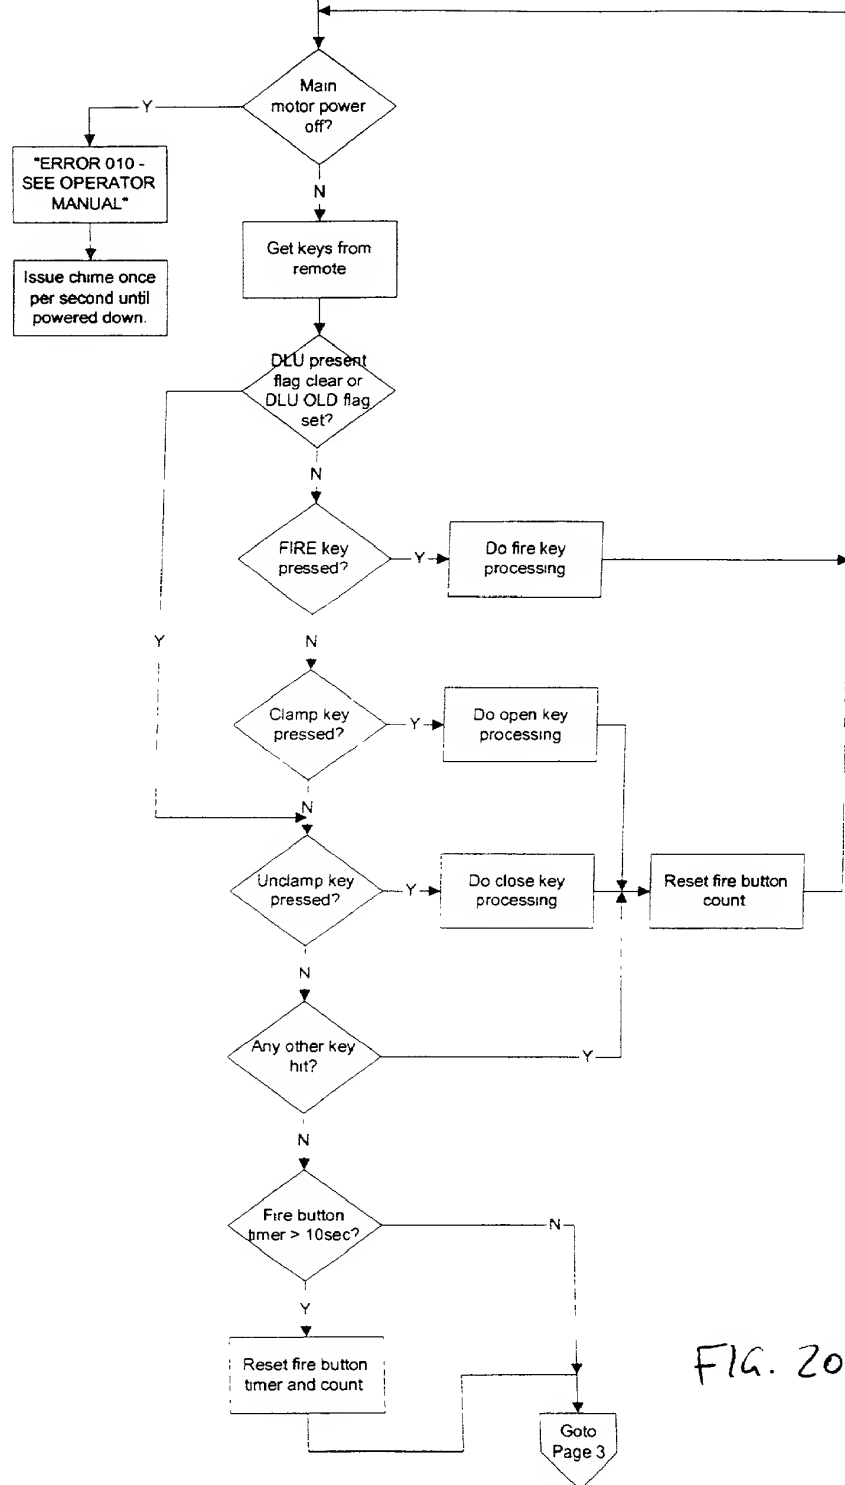 Main
motor power
off?
Y
"ERROR 010 -
SEE OPERATOR
MANUAL"
N
Get keys from
remote
Issue chime once
per second until
powered down.
DLU present
flag clear or
DLU OLD flag
set?
N
FIRE key
pressed?
Y
Do fire key
processing
Y
N
Clamp key
pressed?
Y
Do open key
processing
N
Unclamp key
pressed?
Y
Do close key
processing
Reset fire button
count
N
Any other key
hit?
Y
N
Fire button
timer > 10sec?
N
Y
Reset fire button
timer and count
FIG. 20
Goto
Page 3